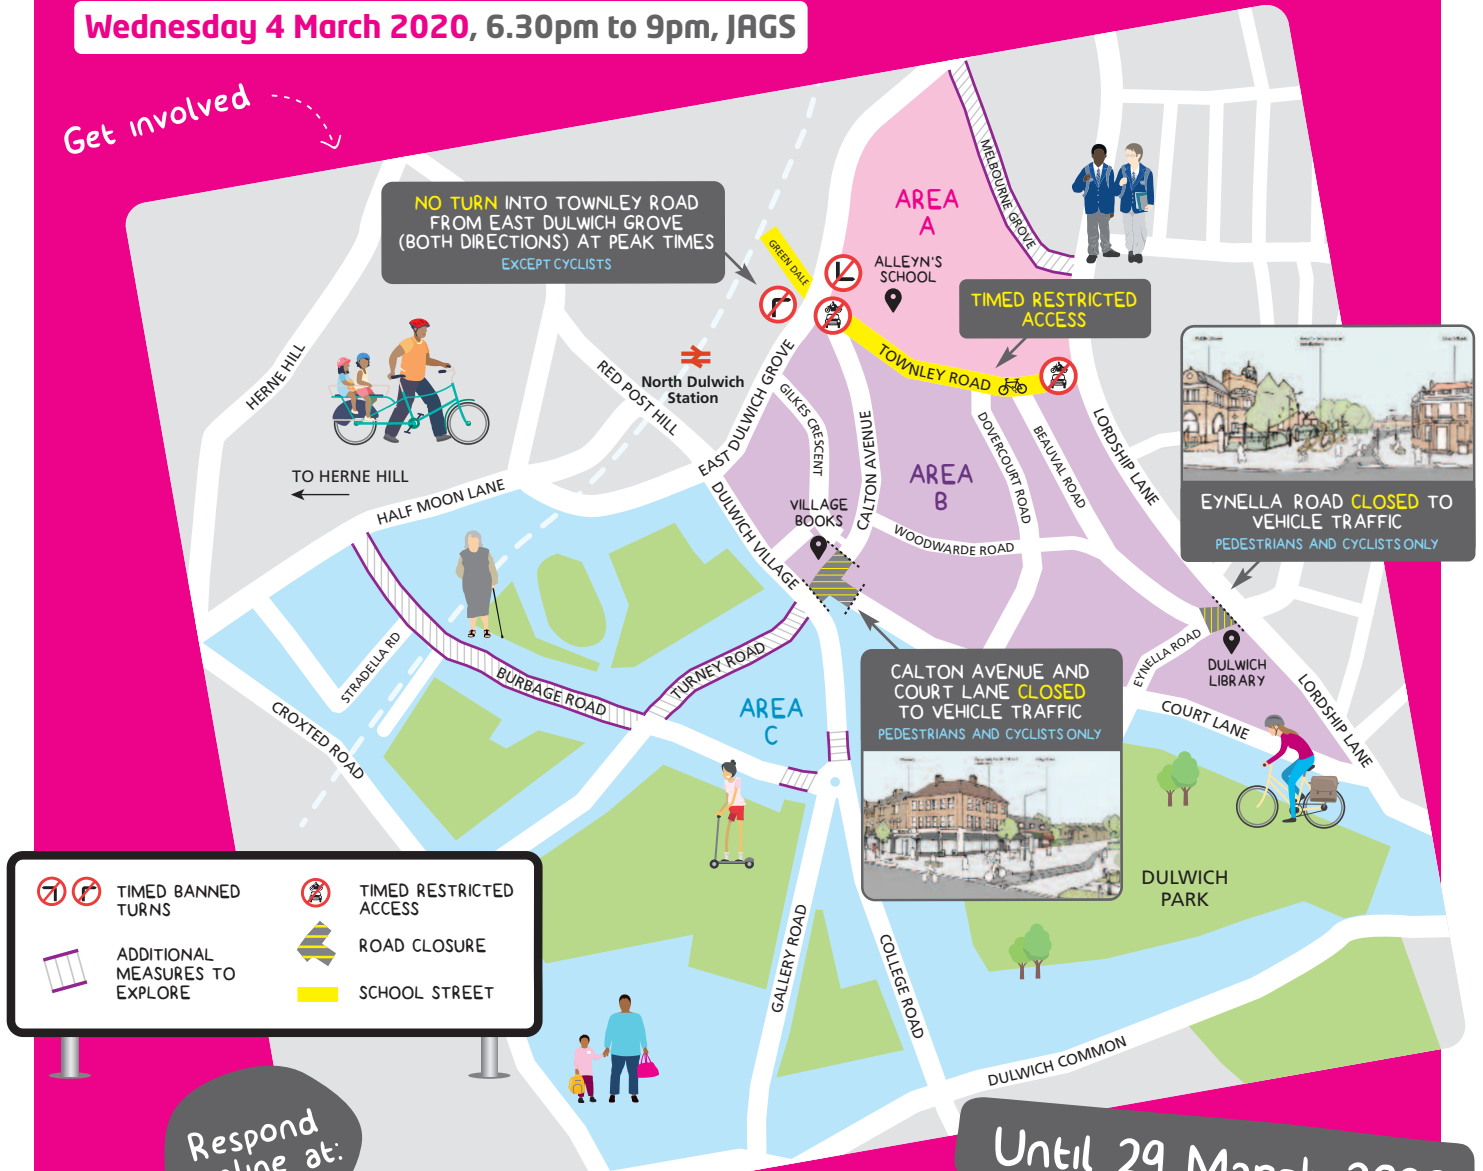 Wednesday 4 March 2020, 6.30pm to 9pm, JAGS
Get involved
NO TURN INTO TOWNLEY ROAD
FROM EAST DULWICH GROVE
(BOTH DIRECTIONS) AT PEAK TIMES
EXCEPT CYCLISTS
GREEN DALE
MELBOURNE GROVE
AREA
A
ALLEYN'S
SCHOOL
TIMED RESTRICTED
ACCESS
TOWNLEY ROAD
HERNE HILL
RED POST HILL
North Dulwich
Station
EAST DULWICH GROVE
GILKES CRESCENT
CALTON AVENUE
DOVERCOURT ROAD
BEAUVAL ROAD
LORDSHIP LANE
TO HERNE HILL
HALF MOON LANE
DULWICH VILLAGE
VILLAGE
BOOKS
AREA
B
WOODWARDE ROAD
EYNELLA ROAD CLOSED TO
VEHICLE TRAFFIC
PEDESTRIANS AND CYCLISTS ONLY
STRADELLA RD
BURBAGE ROAD
TURNEY ROAD
CROXTED ROAD
AREA
C
CALTON AVENUE AND
COURT LANE CLOSED
TO VEHICLE TRAFFIC
PEDESTRIANS AND CYCLISTS ONLY
EYNELLA ROAD
DULWICH
LIBRARY
COURT LANE
LORDSHIP LANE
DULWICH
PARK
GALLERY ROAD
COLLEGE ROAD
DULWICH COMMON
TIMED BANNED
TURNS
TIMED RESTRICTED
ACCESS
ADDITIONAL
MEASURES TO
EXPLORE
ROAD CLOSURE
SCHOOL STREET
Respond
at:
Until 29 March